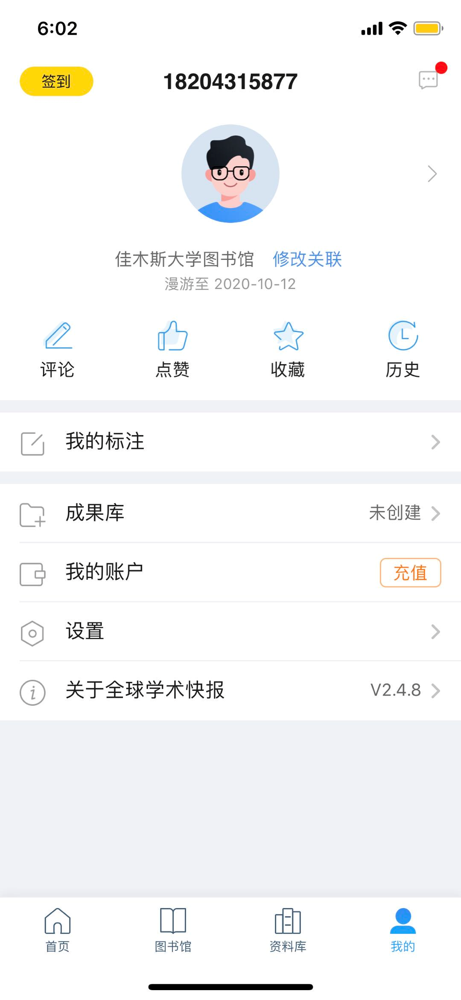 6:02
签到
18204315877
佳木斯大学图书馆 修改关联
漫游至 2020-10-12
评论 点赞 收藏 历史
我的标注
成果库 未创建
我的账户 充值
设置
关于全球学术快报 V2.4.8
首页 图书馆 资料库 我的